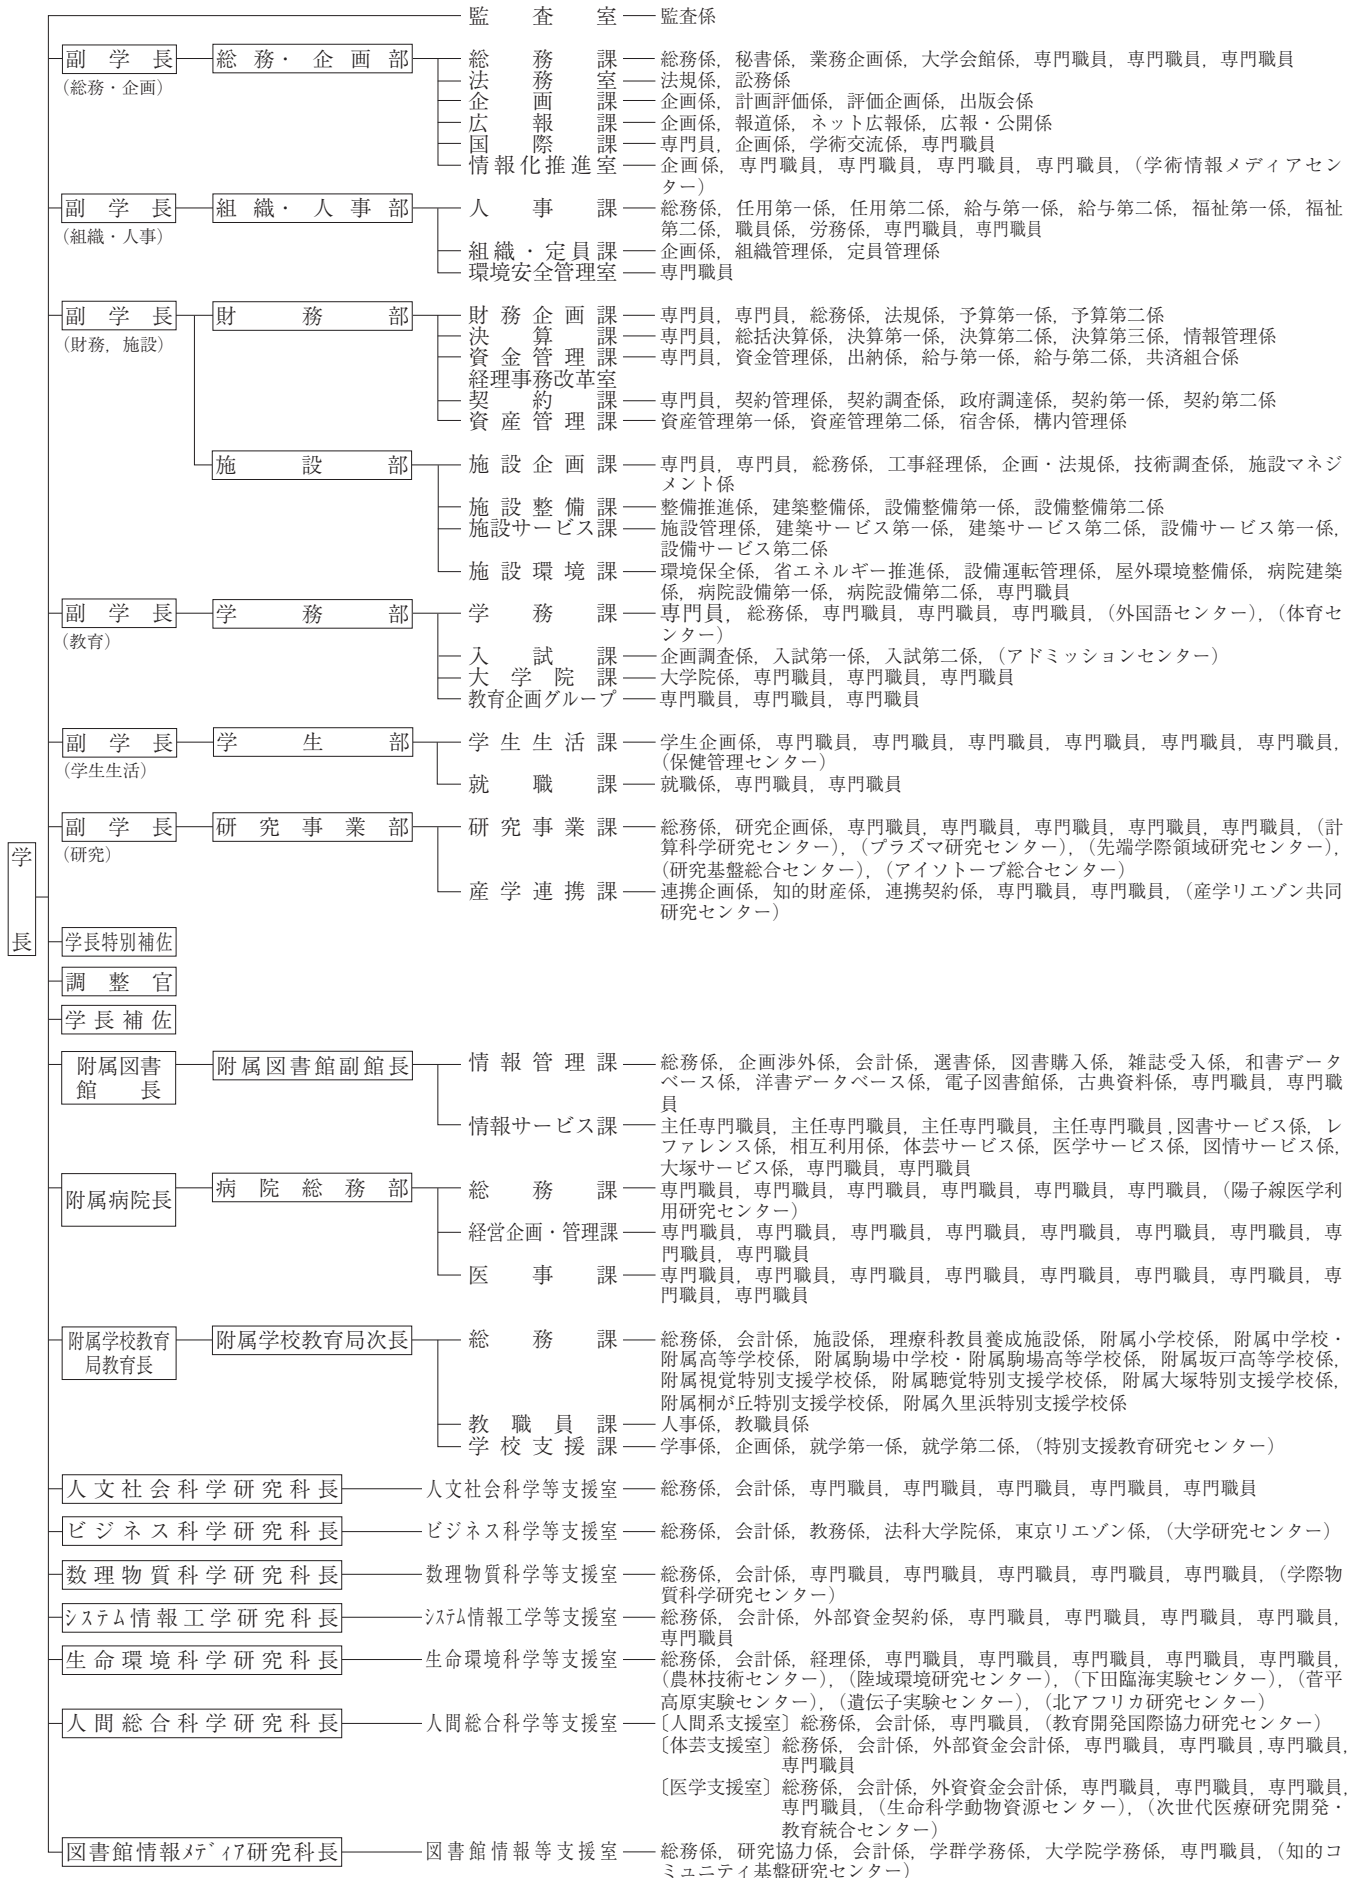 監査室 監査係
副学長 総務・企画部 総務課 総務係，秘書係，業務企画係，大学会館係，専門職員，専門職員，専門職員
（総務・企画） 法務室 法規係，訟務係
企画課 企画係，計画評価係，評価企画係，出版会係
広報課 企画係，報道係，ネット広報係，広報・公開係
国際課 専門員，企画係，学術交流係，専門職員
情報化推進室 企画係，専門職員，専門職員，専門職員，専門職員，（学術情報メディアセン
ター）
副学長 組織・人事部 人事課 総務係，任用第一係，任用第二係，給与第一係，給与第二係，福祉第一係，福祉
（組織・人事） 第二係，職員係，労務係，専門職員，専門職員
組織・定員課 企画係，組織管理係，定員管理係
環境安全管理室 専門職員
副学長 財務部 財務企画課 専門員，専門員，総務係，法規係，予算第一係，予算第二係
（財務，施設） 決算課 専門員，総括決算係，決算第一係，決算第二係，決算第三係，情報管理係
資金管理課 専門員，資金管理係，出納係，給与第一係，給与第二係，共済組合係
経理事務改革室
契約課 専門員，契約管理係，契約調査係，政府調達係，契約第一係，契約第二係
資産管理課 資産管理第一係，資産管理第二係，宿舎係，構内管理係
施設部 施設企画課 専門員，専門員，総務係，工事経理係，企画・法規係，技術調査係，施設マネジ
メント係
施設整備課 整備推進係，建築整備係，設備整備第一係，設備整備第二係
施設サービス課 施設管理係，建築サービス第一係，建築サービス第二係，設備サービス第一係，
設備サービス第二係
施設環境課 環境保全係，省エネルギー推進係，設備運転管理係，屋外環境整備係，病院建築
係，病院設備第一係，病院設備第二係，専門職員
副学長 学務部 学務課 専門員，総務係，専門職員，専門職員，専門職員，（外国語センター），（体育セ
（教育） ンター）
入試課 企画調査係，入試第一係，入試第二係，（アドミッションセンター）
大学院課 大学院係，専門職員，専門職員，専門職員
教育企画グループ 専門職員，専門職員，専門職員
副学長 学生部 学生生活課 学生企画係，専門職員，専門職員，専門職員，専門職員，専門職員，専門職員，
（学生生活） （保健管理センター）
就職課 就職係，専門職員，専門職員
副学長 研究事業部 研究事業課 総務係，研究企画係，専門職員，専門職員，専門職員，専門職員，専門職員，（計
（研究） 算科学研究センター），（プラズマ研究センター），（先端学際領域研究センター），
（研究基盤総合センター），（アイソトープ総合センター）
産学連携課 連携企画係，知的財産係，連携契約係，専門職員，専門職員，（産学リエゾン共同
研究センター）
学長
学長特別補佐
調整官
学長補佐
附属図書 附属図書館副館長 情報管理課 総務係，企画渉外係，会計係，選書係，図書購入係，雑誌受入係，和書データ
館長 ベース係，洋書データベース係，電子図書館係，古典資料係，専門職員，専門職
員
情報サービス課 主任専門職員，主任専門職員，主任専門職員，主任専門職員，図書サービス係，レ
ファレンス係，相互利用係，体芸サービス係，医学サービス係，図情サービス係，
大塚サービス係，専門職員，専門職員
附属病院長 病院総務部 総務課 専門職員，専門職員，専門職員，専門職員，専門職員，専門職員，（陽子線医学利
用研究センター）
経営企画・管理課 専門職員，専門職員，専門職員，専門職員，専門職員，専門職員，専門職員，専
門職員，専門職員
医事課 専門職員，専門職員，専門職員，専門職員，専門職員，専門職員，専門職員，専
門職員，専門職員
附属学校教育 附属学校教育局次長 総務課 総務係，会計係，施設係，理療科教員養成施設係，附属小学校係，附属中学校・
局教育長 附属高等学校係，附属駒場中学校・附属駒場高等学校係，附属坂戸高等学校係，
附属視覚特別支援学校係，附属聴覚特別支援学校係，附属大塚特別支援学校係，
附属桐が丘特別支援学校係，附属久里浜特別支援学校係
教職員課 人事係，教職員係
学校支援課 学事係，企画係，就学第一係，就学第二係，（特別支援教育研究センター）
人文社会科学研究科長 人文社会科学等支援室 総務係，会計係，専門職員，専門職員，専門職員，専門職員，専門職員
ビジネス科学研究科長 ビジネス科学等支援室 総務係，会計係，教務係，法科大学院係，東京リエゾン係，（大学研究センター）
数理物質科学研究科長 数理物質科学等支援室 総務係，会計係，専門職員，専門職員，専門職員，専門職員，専門職員，（学際物
質科学研究センター）
システム情報工学研究科長 システム情報工学等支援室 総務係，会計係，外部資金契約係，専門職員，専門職員，専門職員，専門職員，
専門職員
生命環境科学研究科長 生命環境科学等支援室 総務係，会計係，経理係，専門職員，専門職員，専門職員，専門職員，専門職員，
（農林技術センター），（陸域環境研究センター），（下田臨海実験センター），（菅平
高原実験センター），（遺伝子実験センター），（北アフリカ研究センター）
人間総合科学研究科長 人間総合科学等支援室 〔人間系支援室〕総務係，会計係，専門職員，（教育開発国際協力研究センター）
〔体芸支援室〕総務係，会計係，外部資金会計係，専門職員，専門職員，専門職員，
専門職員
〔医学支援室〕総務係，会計係，外資資金会計係，専門職員，専門職員，専門職員，
専門職員，（生命科学動物資源センター），（次世代医療研究開発・
教育統合センター）
図書館情報メディア研究科長 図書館情報等支援室 総務係，研究協力係，会計係，学群学務係，大学院学務係，専門職員，（知的コ
ミュニティ基盤研究センター）